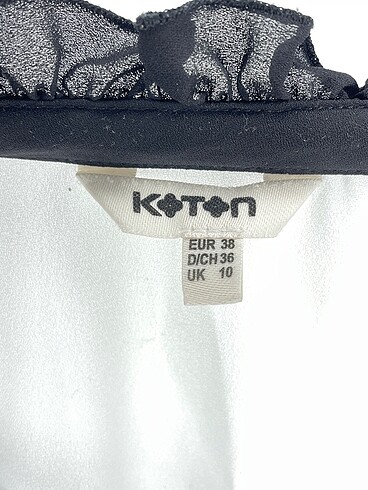 KOTON
EUR 38
D/CH 36
UK 10